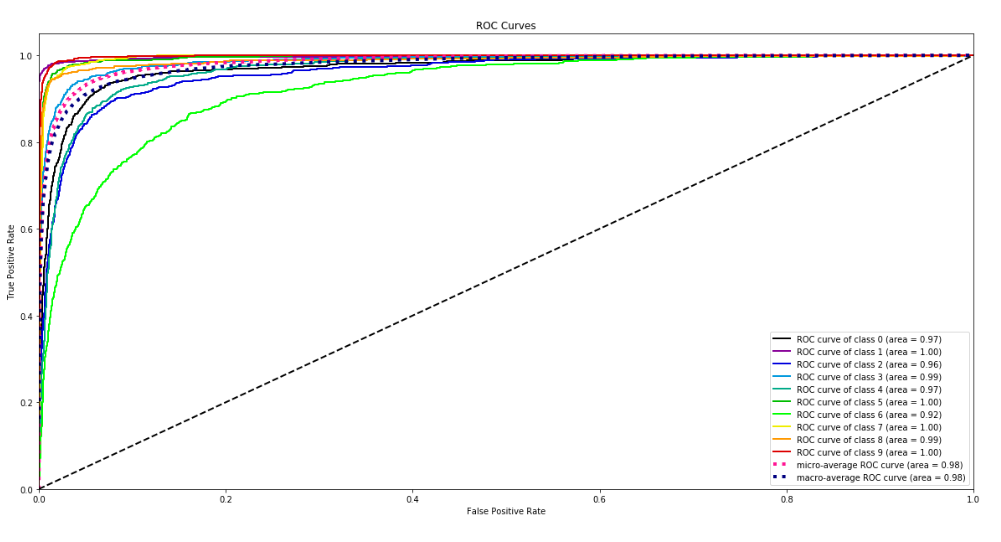 ROC Curves
True Positive Rate
1.0
0.8
0.6
0.4
0.2
0.0
0.0
0.2
0.4
0.6
0.8
1.0
False Positive Rate
ROC curve of class 0 (area = 0.97)
ROC curve of class 1 (area = 1.00)
ROC curve of class 2 (area = 0.96)
ROC curve of class 3 (area = 0.99)
ROC curve of class 4 (area = 0.97)
ROC curve of class 5 (area = 1.00)
ROC curve of class 6 (area = 0.92)
ROC curve of class 7 (area = 1.00)
ROC curve of class 8 (area = 0.99)
ROC curve of class 9 (area = 1.00)
micro-average ROC curve (area = 0.98)
macro-average ROC curve (area = 0.98)